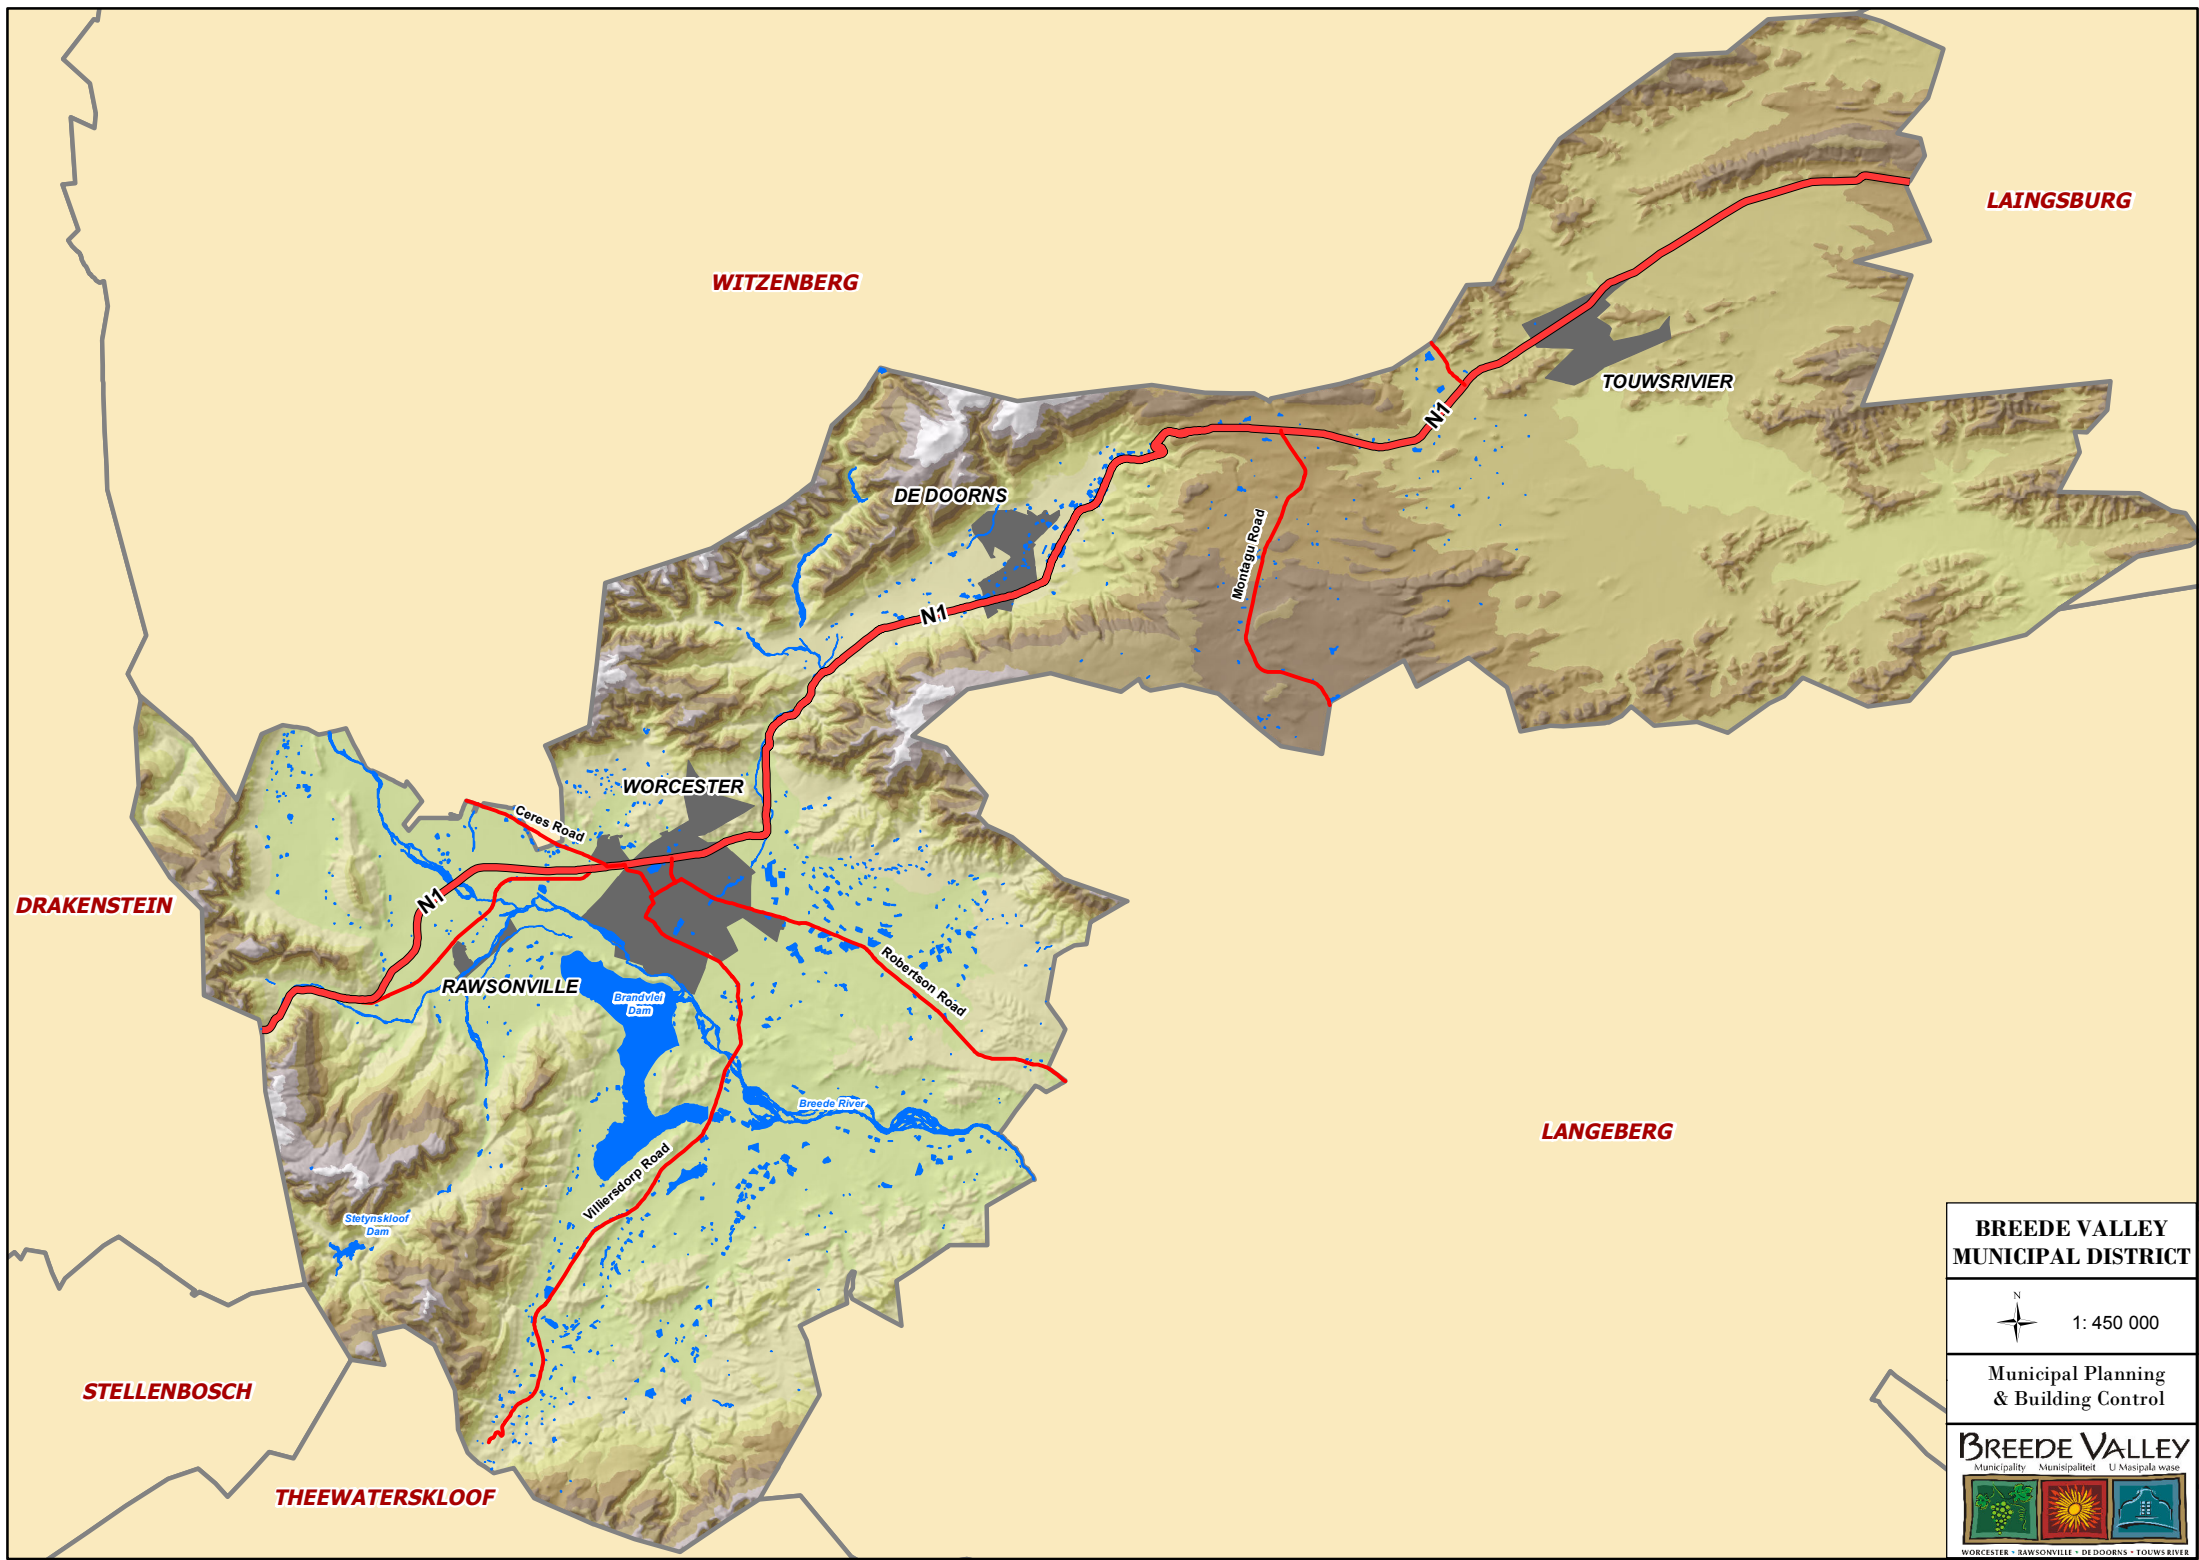 LAINGSBURG
WITZENBERG
TOUWSRIVIER
N1
DE DOORNS
Montagu Road
N1
WORCESTER
Ceres Road
DRAKENSTEIN
N1
RAWSONVILLE
Brandvlei
Dam
Robertson Road
Breede River
LANGEBERG
Villiersdorp Road
Stetynskloof
Dam
STELLENBOSCH
THEEWATERSKLOOF
BREEDE VALLEY
MUNICIPAL DISTRICT
N
1: 450 000
Municipal Planning
& Building Control
BREEDE VALLEY
Municipality Munisipaliteit U Masipala wase
WORCESTER • RAWSONVILLE • DE DOORNS • TOUWS RIVER